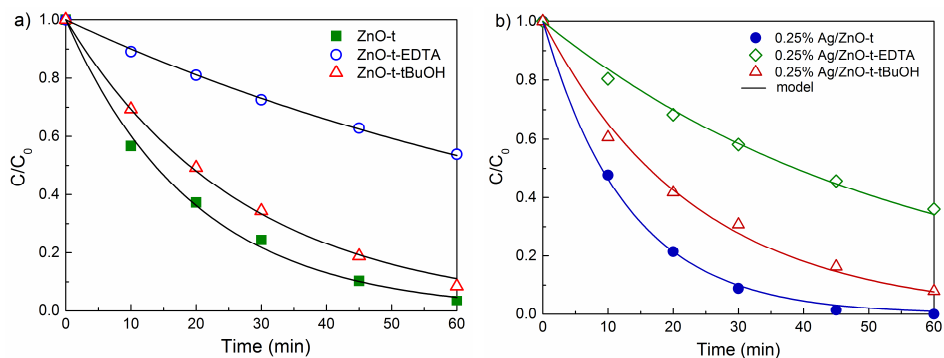 a)
ZnO-t
ZnO-t-EDTA
ZnO-t-tBuOH
C/C0
1.0
0.8
0.6
0.4
0.2
0.0
0 10 20 30 40 50 60
Time (min)
b)
0.25% Ag/ZnO-t
0.25% Ag/ZnO-t-EDTA
0.25% Ag/ZnO-t-tBuOH
model
C/C0
1.0
0.8
0.6
0.4
0.2
0.0
0 10 20 30 40 50 60
Time (min)